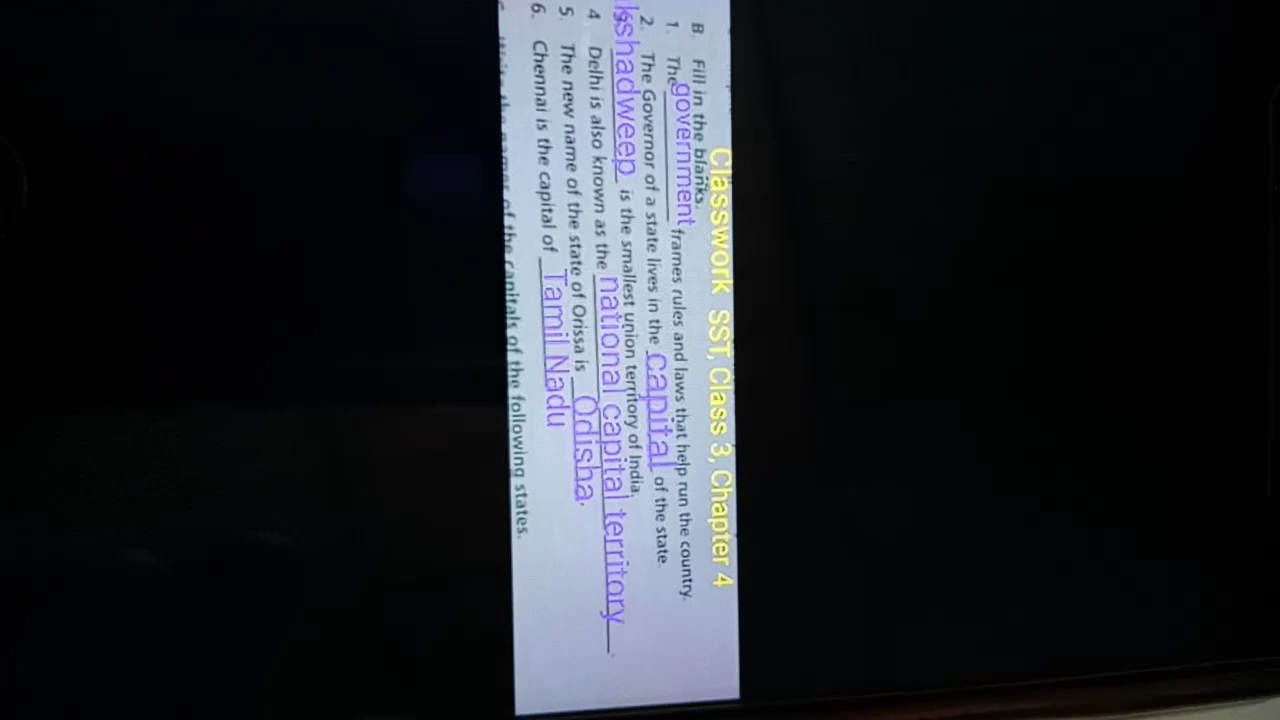 Classwork SST, Class 3, Chapter 4
B. Fill in the blanks.
1. The government frames rules and laws that help run the country.
2. The Governor of a state lives in the capital of the state.
kshadweep is the smallest union territory of India.
4 Delhi is also known as the national capital territory.
5. The new name of the state of Orissa is Odisha.
6. Chennai is the capital of Tamil Nadu
of the capitals of the following states.